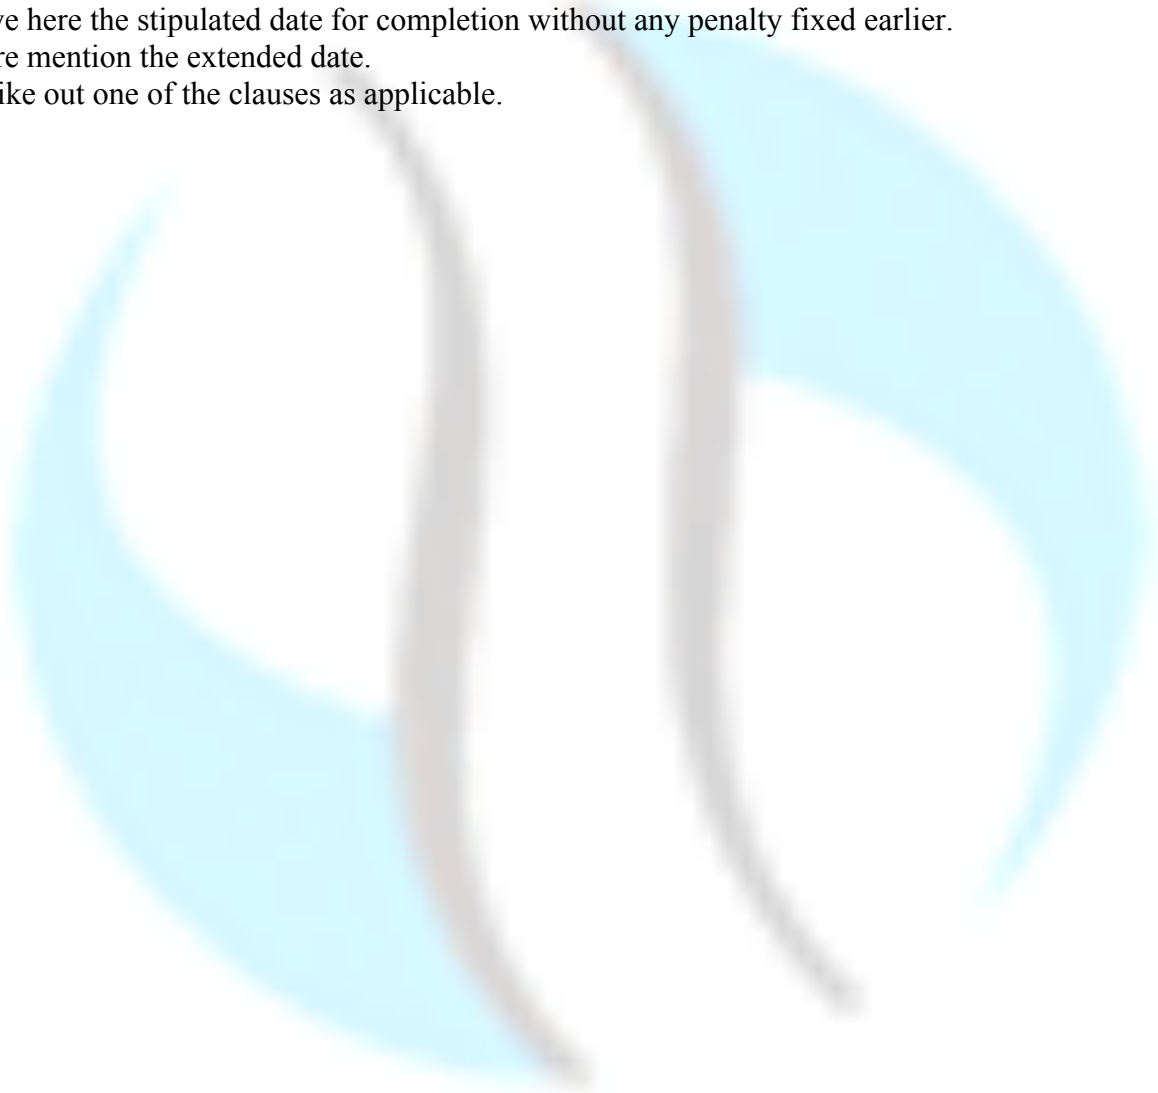 ve here the stipulated date for completion without any penalty fixed earlier.
re mention the extended date.
ike out one of the clauses as applicable.